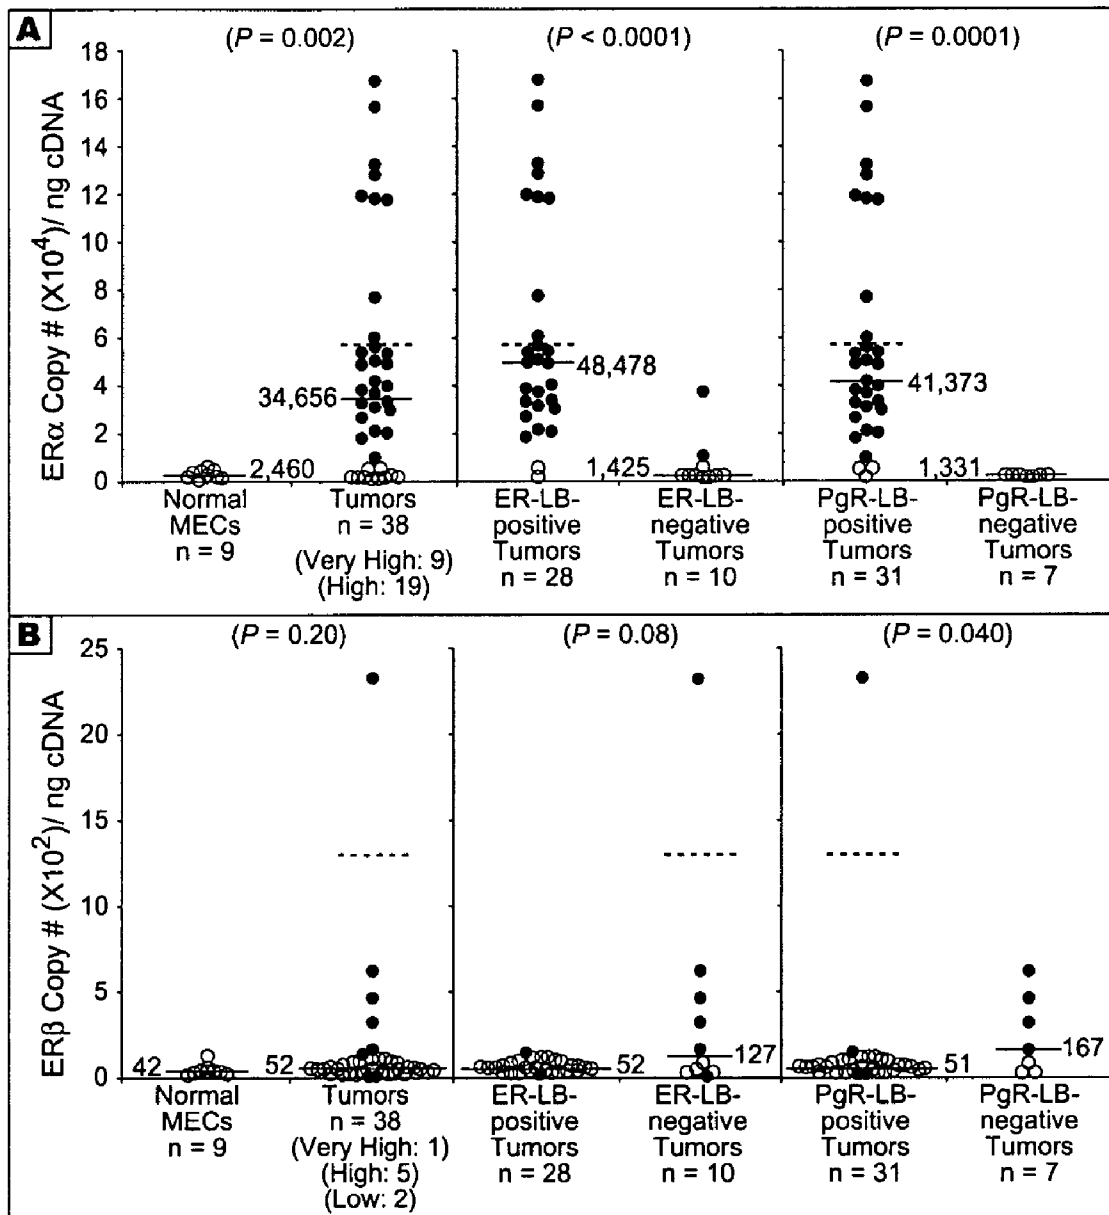 A
(P = 0.002)
(P < 0.0001)
(P = 0.0001)
ERα Copy # (X10⁴)/ ng cDNA
18
16
14
12
10
8
6
4
2
0
2,460
34,656
48,478
1,425
41,373
1,331
Normal
MECs
n = 9
Tumors
n = 38
(Very High: 9)
(High: 19)
ER-LB-
positive
Tumors
n = 28
ER-LB-
negative
Tumors
n = 10
PgR-LB-
positive
Tumors
n = 31
PgR-LB-
negative
Tumors
n = 7
B
(P = 0.20)
(P = 0.08)
(P = 0.040)
ERβ Copy # (X10²)/ ng cDNA
25
20
15
10
5
0
42
52
52
127
51
167
Normal
MECs
n = 9
Tumors
n = 38
(Very High: 1)
(High: 5)
(Low: 2)
ER-LB-
positive
Tumors
n = 28
ER-LB-
negative
Tumors
n = 10
PgR-LB-
positive
Tumors
n = 31
PgR-LB-
negative
Tumors
n = 7